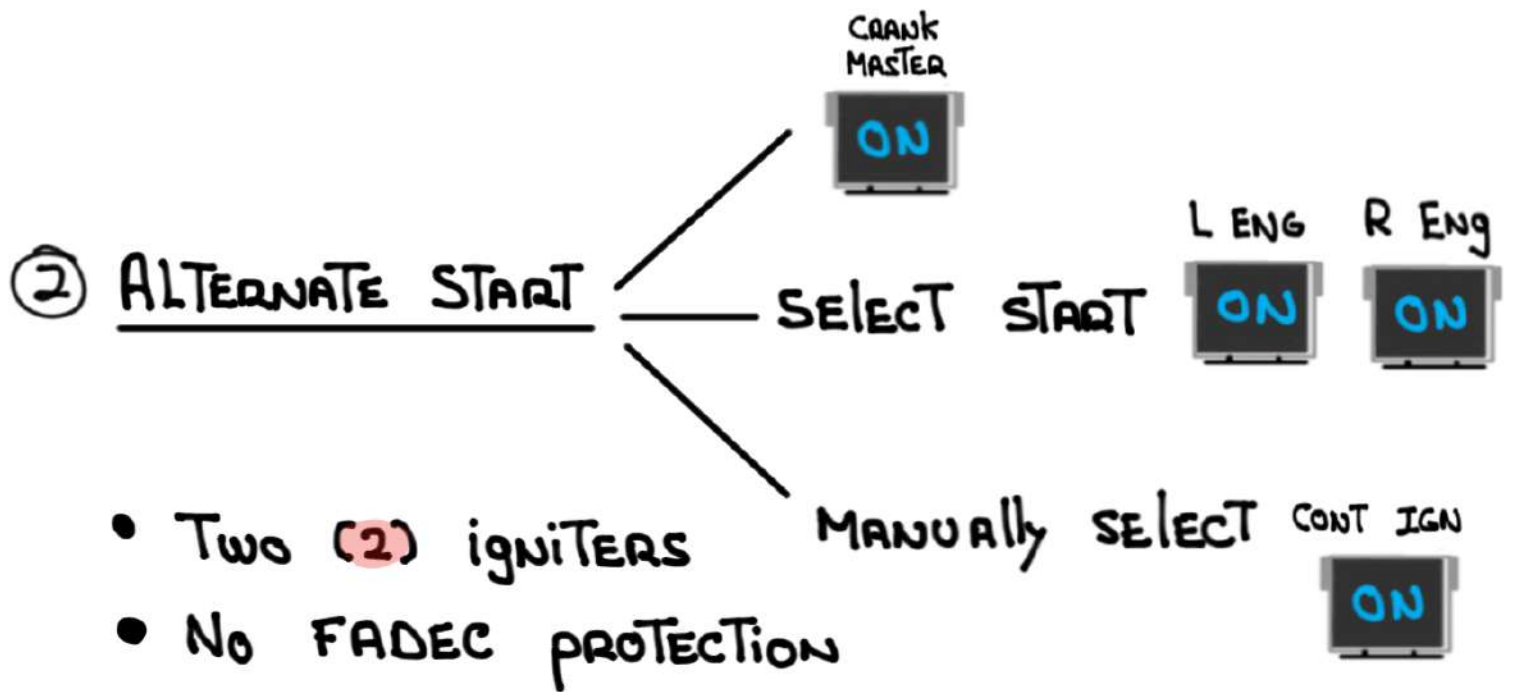 CRANK
MASTER
ON
L ENG R ENg
② ALTERNATE START SElECT START ON ON
• Two (2) igNITERS MANUAlly SElECT CONT IGN
ON
• No FADEC pROTECTION